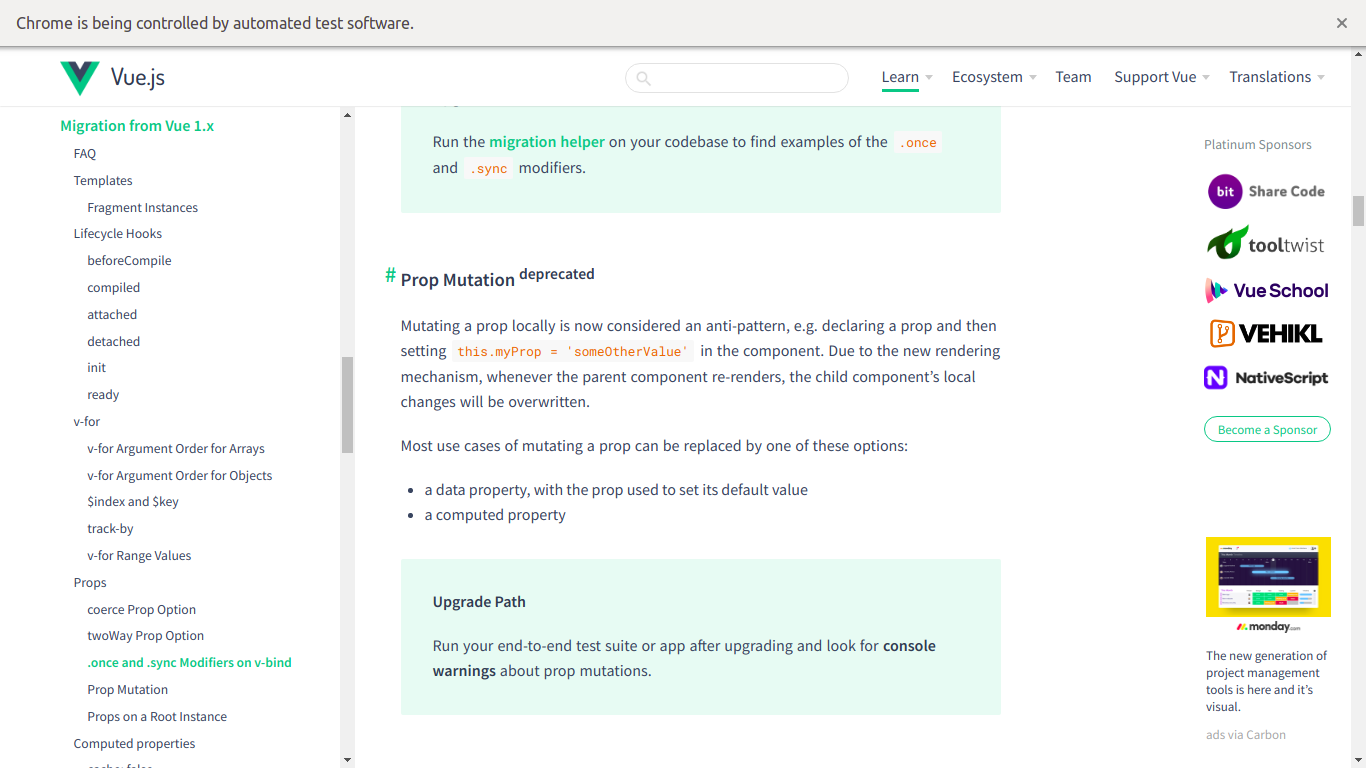 Chrome is being controlled by automated test software.
Vue.js
Learn
Ecosystem
Team
Support Vue
Translations
Migration from Vue 1.x
FAQ
Templates
Fragment Instances
Lifecycle Hooks
beforeCompile
compiled
attached
detached
init
ready
v-for
v-for Argument Order for Arrays
v-for Argument Order for Objects
$index and $key
track-by
v-for Range Values
Props
coerce Prop Option
twoWay Prop Option
.once and .sync Modifiers on v-bind
Prop Mutation
Props on a Root Instance
Computed properties
Run the migration helper on your codebase to find examples of the .once
and .sync modifiers.
# Prop Mutation deprecated
Mutating a prop locally is now considered an anti-pattern, e.g. declaring a prop and then
setting this.myProp = 'someOtherValue' in the component. Due to the new rendering
mechanism, whenever the parent component re-renders, the child component’s local
changes will be overwritten.
Most use cases of mutating a prop can be replaced by one of these options:
• a data property, with the prop used to set its default value
• a computed property
Upgrade Path
Run your end-to-end test suite or app after upgrading and look for console
warnings about prop mutations.
Platinum Sponsors
bit Share Code
tooltwist
Vue School
VEHIKL
NativeScript
Become a Sponsor
monday.com
The new generation of
project management
tools is here and it’s
visual.
ads via Carbon